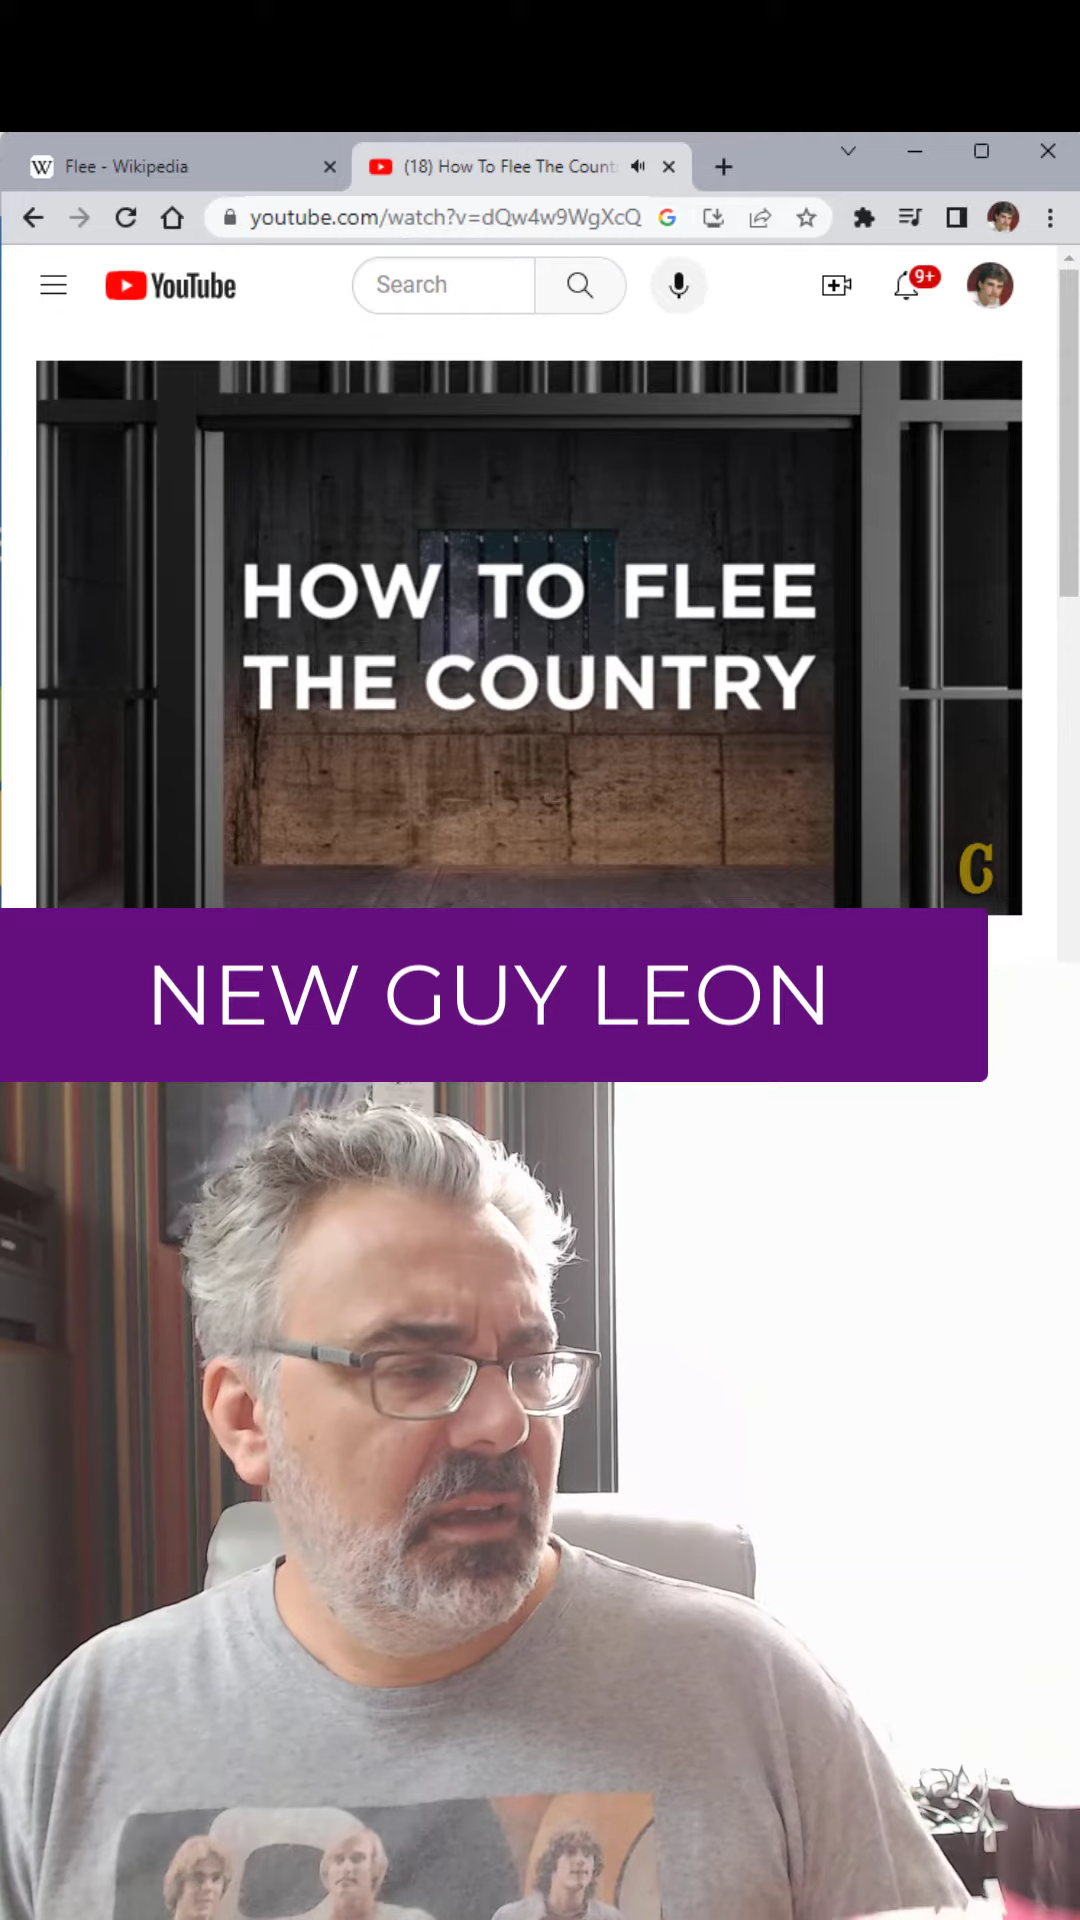 W Flee - Wikipedia
(18) How To Flee The Count
youtube.com/watch?v=dQw4w9WgXcQ
YouTube
Search
9+
HOW TO FLEE
THE COUNTRY
C
NEW GUY LEON